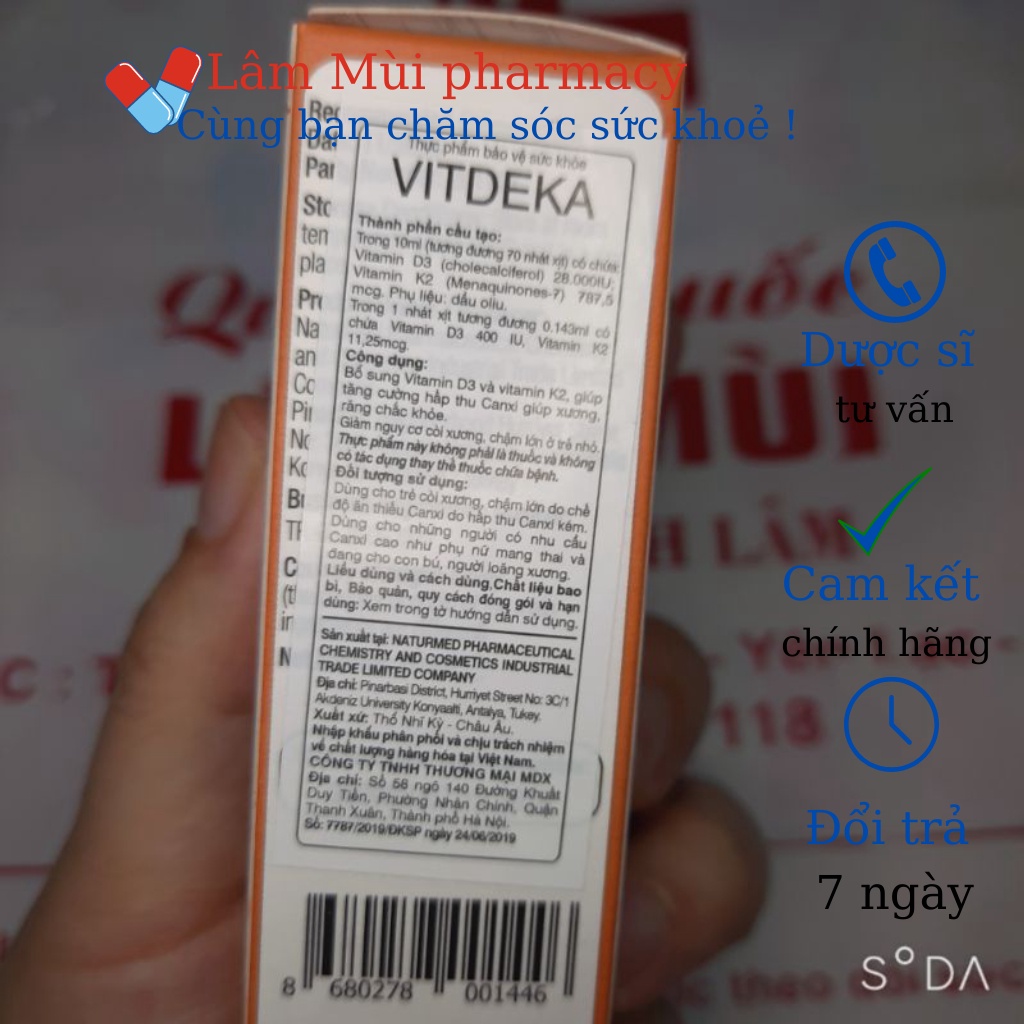 Lâm Mùi pharmacy
Cùng bạn chăm sóc sức khoẻ !
Thực phẩm bảo vệ sức khỏe
VITDEKA
Thành phần cấu tạo:
Trong 10ml (tương đương 70 nhát xịt) có chứa:
Vitamin D3 (cholecalciferol) 28.000IU;
Vitamin K2 (Menaquinones-7) 787,5
mcg. Phụ liệu: dầu oliu.
Trong 1 nhát xịt tương đương 0.143ml có
chứa Vitamin D3 400 IU, Vitamin K2
11,25mcg.
Công dụng:
Bổ sung Vitamin D3 và vitamin K2, giúp
tăng cường hấp thu Canxi giúp xương,
răng chắc khỏe.
Giảm nguy cơ còi xương, chậm lớn ở trẻ nhỏ.
Thực phẩm này không phải là thuốc và không
có tác dụng thay thế thuốc chữa bệnh.
Đối tượng sử dụng:
Dùng cho trẻ còi xương, chậm lớn do chế
độ ăn thiếu Canxi do hấp thu Canxi kém.
Dùng cho những người có nhu cầu
Canxi cao như phụ nữ mang thai và
đang cho con bú, người loãng xương.
Liều dùng và cách dùng,Chất liệu bao
bì, Bảo quản, quy cách đóng gói và hạn
dùng: Xem trong tờ hướng dẫn sử dụng.
Sản xuất tại: NATURMED PHARMACEUTICAL
CHEMISTRY AND COSMETICS INDUSTRIAL
TRADE LIMITED COMPANY
Địa chỉ: Pinarbasi District, Hurriyet Street No: 3C/1
Akdeniz University Konyaalti, Antalya, Tukey.
Xuất xứ: Thổ Nhĩ Kỳ - Châu Âu.
Nhập khẩu phân phối và chịu trách nhiệm
về chất lượng hàng hóa tại Việt Nam.
CÔNG TY TNHH THƯƠNG MẠI MDX
Địa chỉ: Số 58 ngõ 140 Đường Khuất
Duy Tiến, Phường Nhân Chính, Quận
Thanh Xuân, Thành phố Hà Nội.
Số: 7787/2019/ĐKSP ngày 24/06/2019
8 680278 001446
Dược sĩ
tư vấn
Cam kết
chính hãng
Đổi trả
7 ngày
SODA